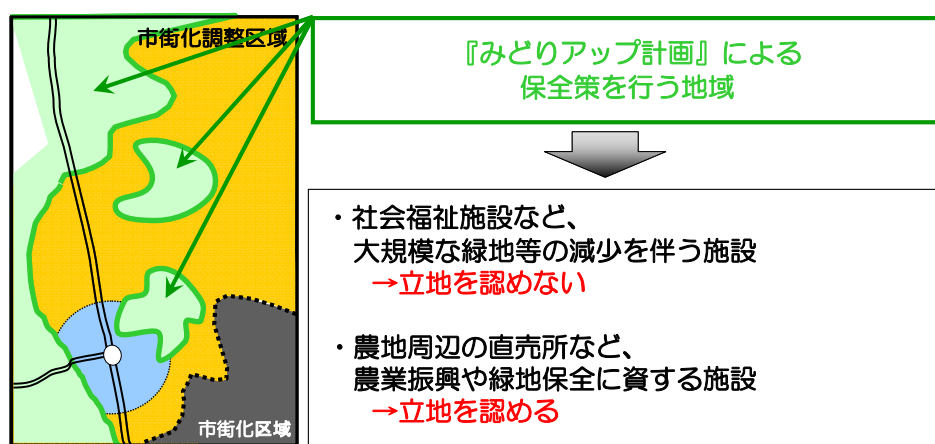 市街化調整区域
『みどりアップ計画』による
保全策を行う地域
・社会福祉施設など、
大規模な緑地等の減少を伴う施設
→立地を認めない
・農地周辺の直売所など、
農業振興や緑地保全に資する施設
→立地を認める
市街化区域